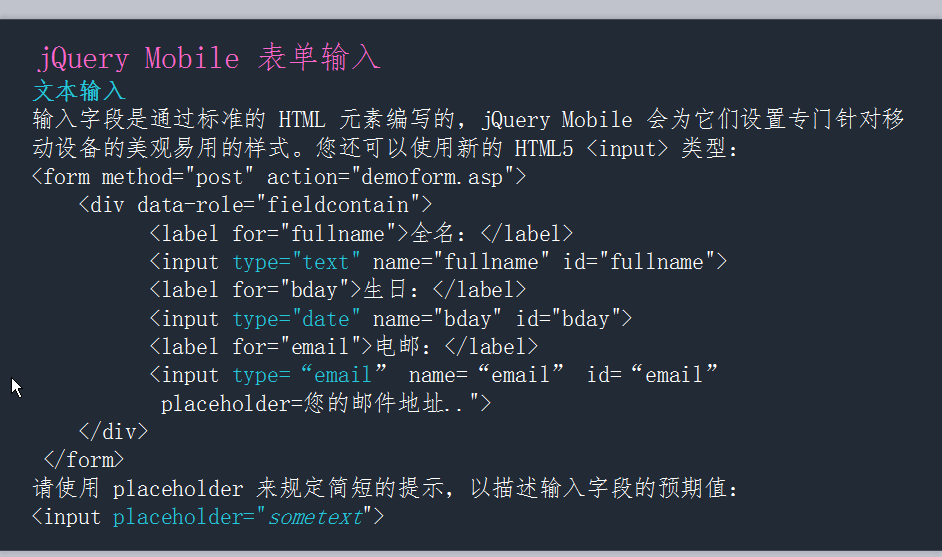 jQuery Mobile 表单输入
文本输入
输入字段是通过标准的 HTML 元素编写的，jQuery Mobile 会为它们设置专门针对移
动设备的美观易用的样式。您还可以使用新的 HTML5 <input> 类型：
<form method="post" action="demoform.asp">
<div data-role="fieldcontain">
<label for="fullname">全名：</label>
<input type="text" name="fullname" id="fullname">
<label for="bday">生日：</label>
<input type="date" name="bday" id="bday">
<label for="email">电邮：</label>
<input type=“email” name=“email” id=“email”
placeholder=您的邮件地址..">
</div>
</form>
请使用 placeholder 来规定简短的提示，以描述输入字段的预期值：
<input placeholder="sometext">